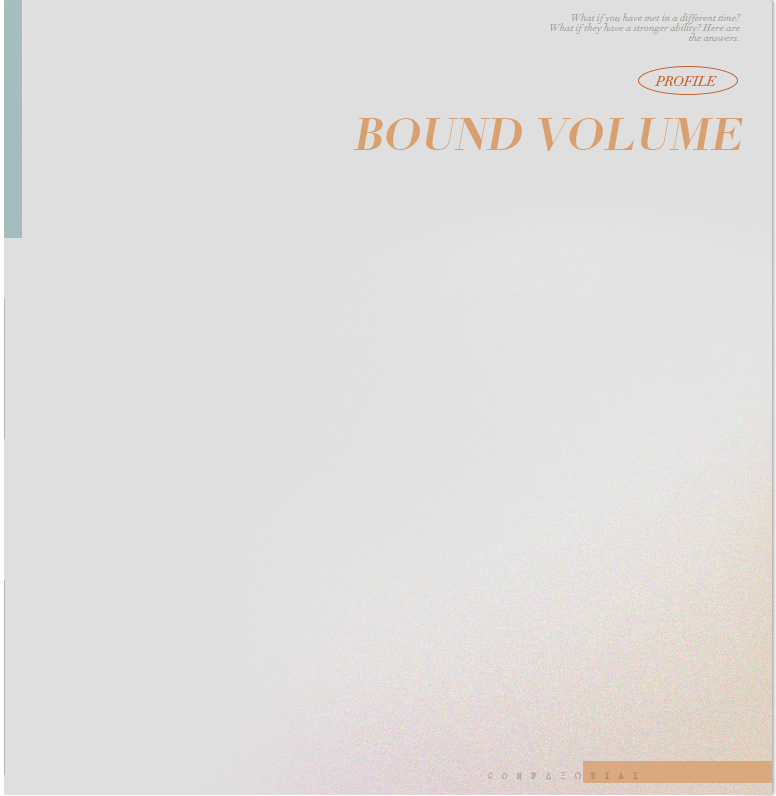 What if you have met in a different time?
What if they have a stronger ability? Here are
the answers.
PROFILE
BOUND VOLUME